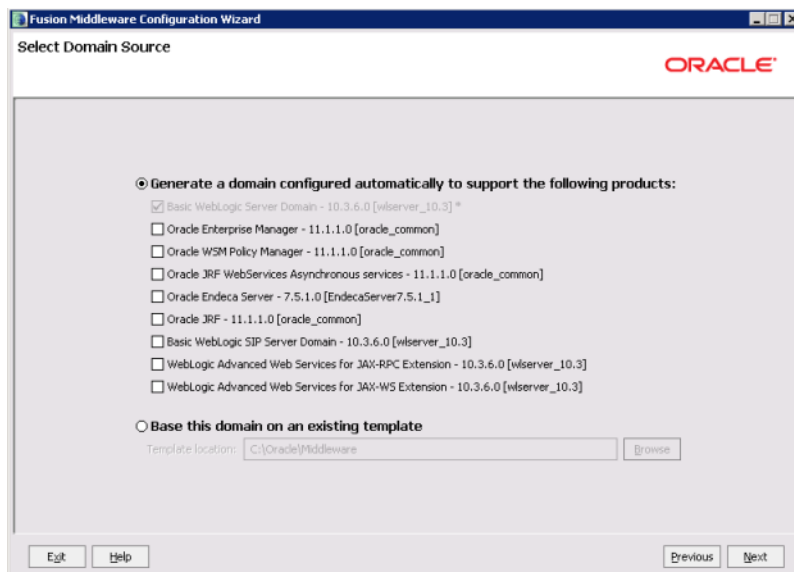 Fusion Middleware Configuration Wizard
Select Domain Source
ORACLE
Generate a domain configured automatically to support the following products:
Basic WebLogic Server Domain - 10.3.6.0 [wlserver_10.3] *
Oracle Enterprise Manager - 11.1.1.0 [oracle_common]
Oracle WSM Policy Manager - 11.1.1.0 [oracle_common]
Oracle JRF WebServices Asynchronous services - 11.1.1.0 [oracle_common]
Oracle Endeca Server - 7.5.1.0 [EndecaServer7.5.1_1]
Oracle JRF - 11.1.1.0 [oracle_common]
Basic WebLogic SIP Server Domain - 10.3.6.0 [wlserver_10.3]
WebLogic Advanced Web Services for JAX-RPC Extension - 10.3.6.0 [wlserver_10.3]
WebLogic Advanced Web Services for JAX-WS Extension - 10.3.6.0 [wlserver_10.3]
Base this domain on an existing template
Template location: C:\Oracle\Middleware Browse
Exit Help Previous Next